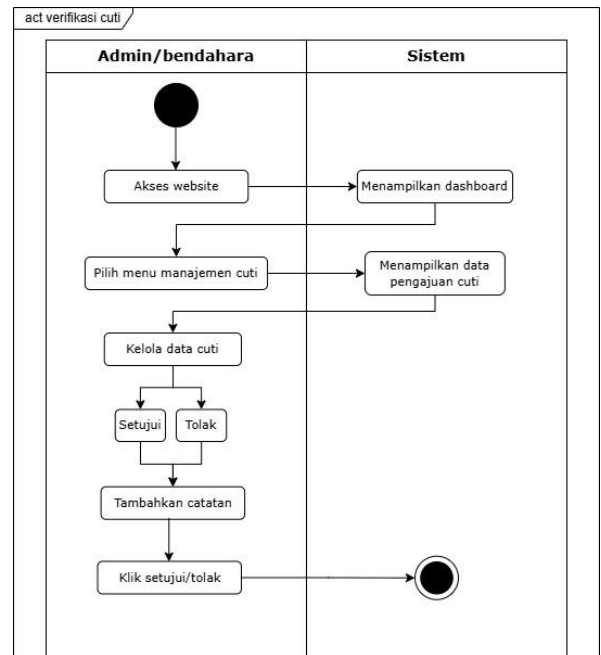 act verifikasi cuti
Admin/bendahara
Sistem
Akses website
Menampilkan dashboard
Pilih menu manajemen cuti
Menampilkan data
pengajuan cuti
Kelola data cuti
Setujui
Tolak
Tambahkan catatan
Klik setujui/tolak